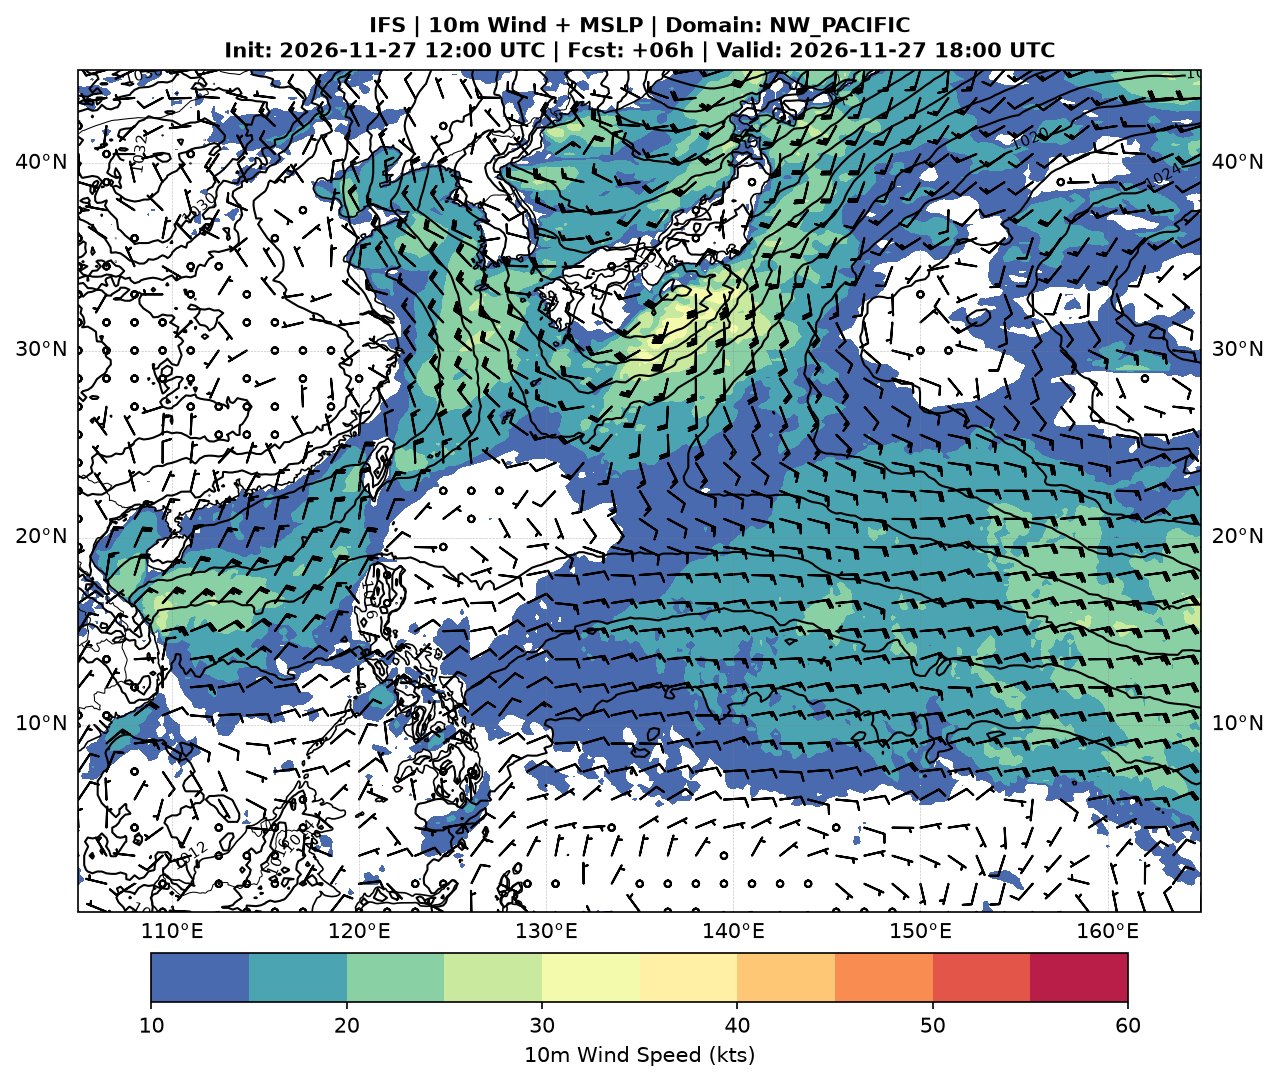 IFS | 10m Wind + MSLP | Domain: NW_PACIFIC
Init: 2026-11-27 12:00 UTC | Fcst: +06h | Valid: 2026-11-27 18:00 UTC
1020
1024
1030
1012
40°N
40°N
30°N
30°N
20°N
20°N
10°N
10°N
110°E
120°E
130°E
140°E
150°E
160°E
10
20
30
40
50
60
10m Wind Speed (kts)